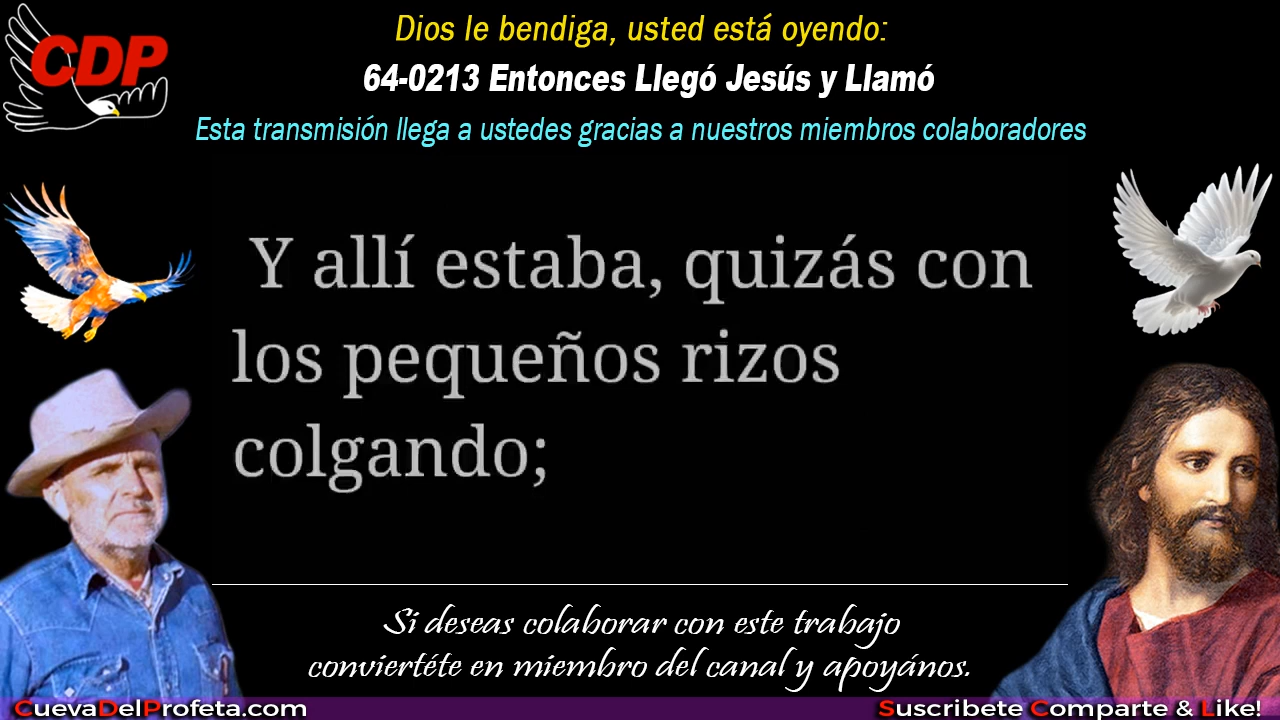 CDP
Dios le bendiga, usted está oyendo:
64-0213 Entonces Llegó Jesús y Llamó
Esta transmisión llega a ustedes gracias a nuestros miembros colaboradores
Y allí estaba, quizás con
los pequeños rizos
colgando;
Si deseas colaborar con este trabajo
conviertéte en miembro del canal y apoyános.
CuevaDelProfeta.com
Suscribete Comparte & Like!